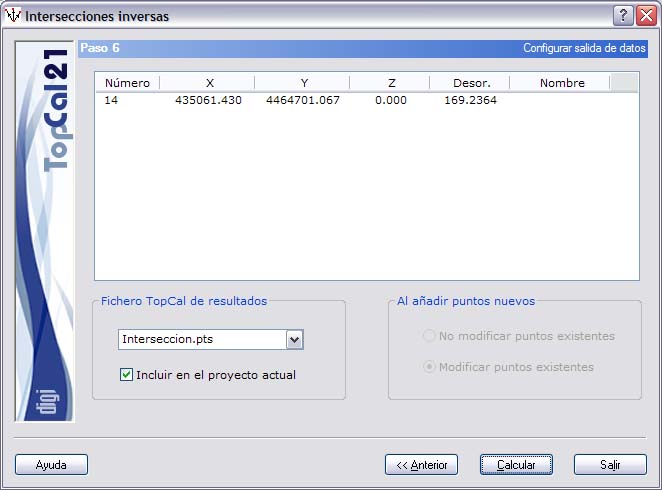 Intersecciones inversas
Paso 6
Configurar salida de datos
TopCal21
digi
Número X Y Z Desor. Nombre
14 435061.430 4464701.067 0.000 169.2364
Fichero TopCal de resultados
Interseccion.pts
Incluir en el proyecto actual
Al añadir puntos nuevos
No modificar puntos existentes
Modificar puntos existentes
Ayuda
<< Anterior
Calcular
Salir